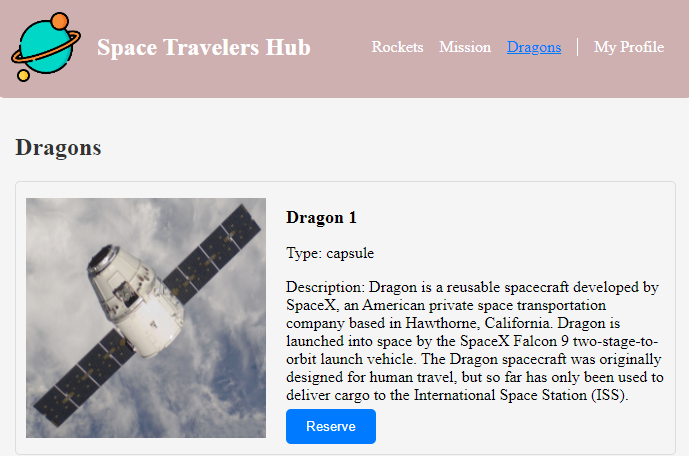 Space Travelers Hub
Rockets Mission Dragons My Profile
Dragons
Dragon 1
Type: capsule
Description: Dragon is a reusable spacecraft developed by
SpaceX, an American private space transportation
company based in Hawthorne, California. Dragon is
launched into space by the SpaceX Falcon 9 two-stage-to-
orbit launch vehicle. The Dragon spacecraft was originally
designed for human travel, but so far has only been used to
deliver cargo to the International Space Station (ISS).
Reserve